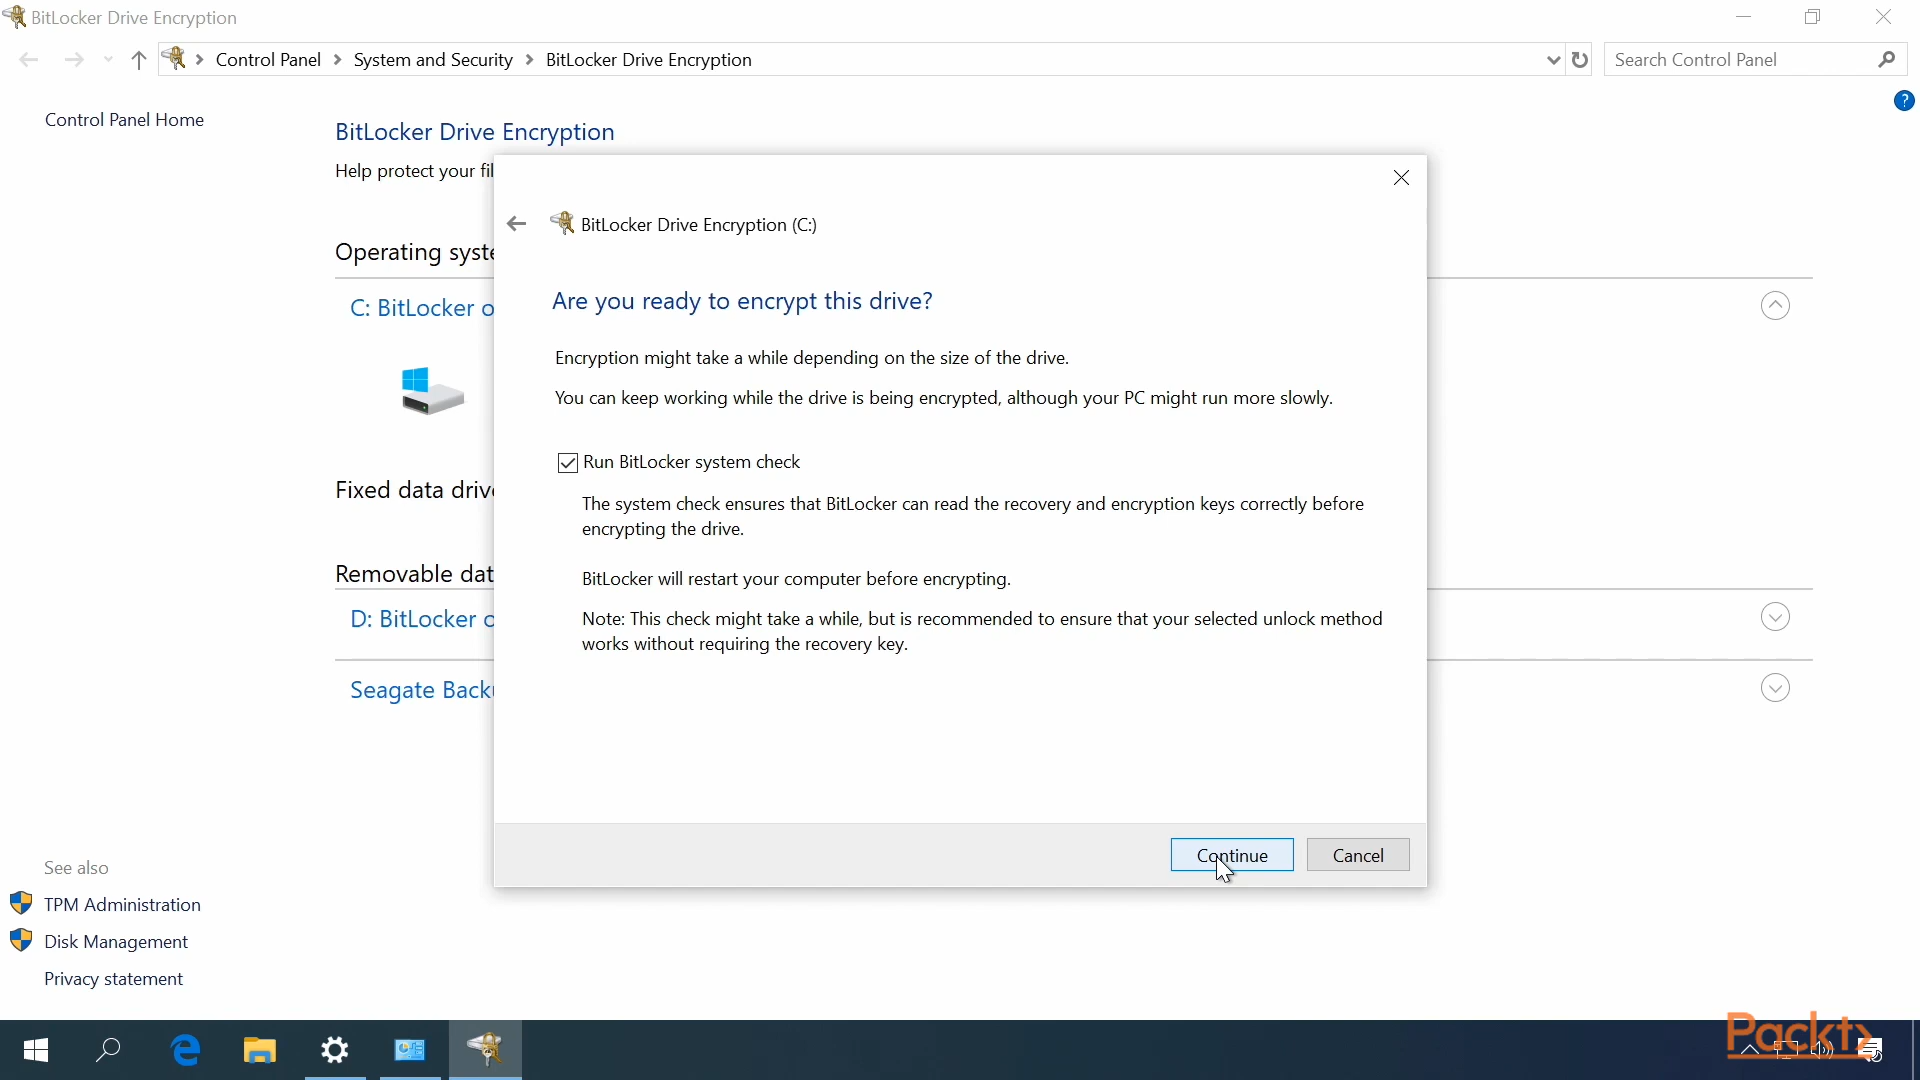 BitLocker Drive Encryption
Control Panel
System and Security
BitLocker Drive Encryption
Search Control Panel
?
Control Panel Home
BitLocker Drive Encryption
Help protect your fil
Operating syste
C: BitLocker o
Fixed data drive
Removable dat
D: BitLocker o
Seagate Backu
BitLocker Drive Encryption (C:)
Are you ready to encrypt this drive?
Encryption might take a while depending on the size of the drive.
You can keep working while the drive is being encrypted, although your PC might run more slowly.
Run BitLocker system check
The system check ensures that BitLocker can read the recovery and encryption keys correctly before
encrypting the drive.
BitLocker will restart your computer before encrypting.
Note: This check might take a while, but is recommended to ensure that your selected unlock method
works without requiring the recovery key.
Continue
Cancel
See also
TPM Administration
Disk Management
Privacy statement
Packt>